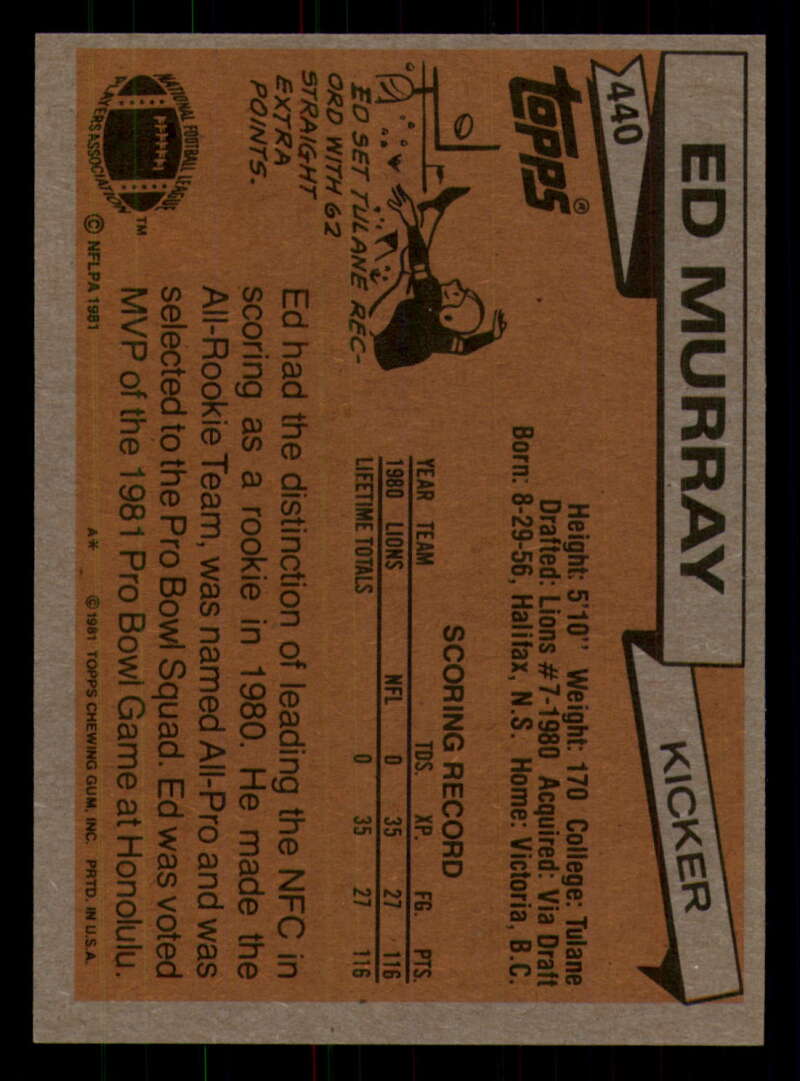 440
ED MURRAY
KICKER
topps®
Height: 5'10" Weight: 170 College: Tulane
Drafted: Lions #7-1980 Acquired: Via Draft
Born: 8-29-56, Halifax, N.S. Home: Victoria, B.C.
SCORING RECORD
YEAR TEAM TDS. XP. FG. PTS.
1980 LIONS NFL 0 35 27 116
LIFETIME TOTALS 0 35 27 116
ED SET TULANE REC-
ORD WITH 62
STRAIGHT
EXTRA
POINTS.
Ed had the distinction of leading the NFC in
scoring as a rookie in 1980. He made the
All-Rookie Team, was named All-Pro and was
selected to the Pro Bowl Squad. Ed was voted
MVP of the 1981 Pro Bowl Game at Honolulu.
NATIONAL FOOTBALL LEAGUE
PLAYERS ASSOCIATION
™
© NFLPA 1981
A* © 1981 TOPPS CHEWING GUM, INC. PRTD. IN U.S.A.